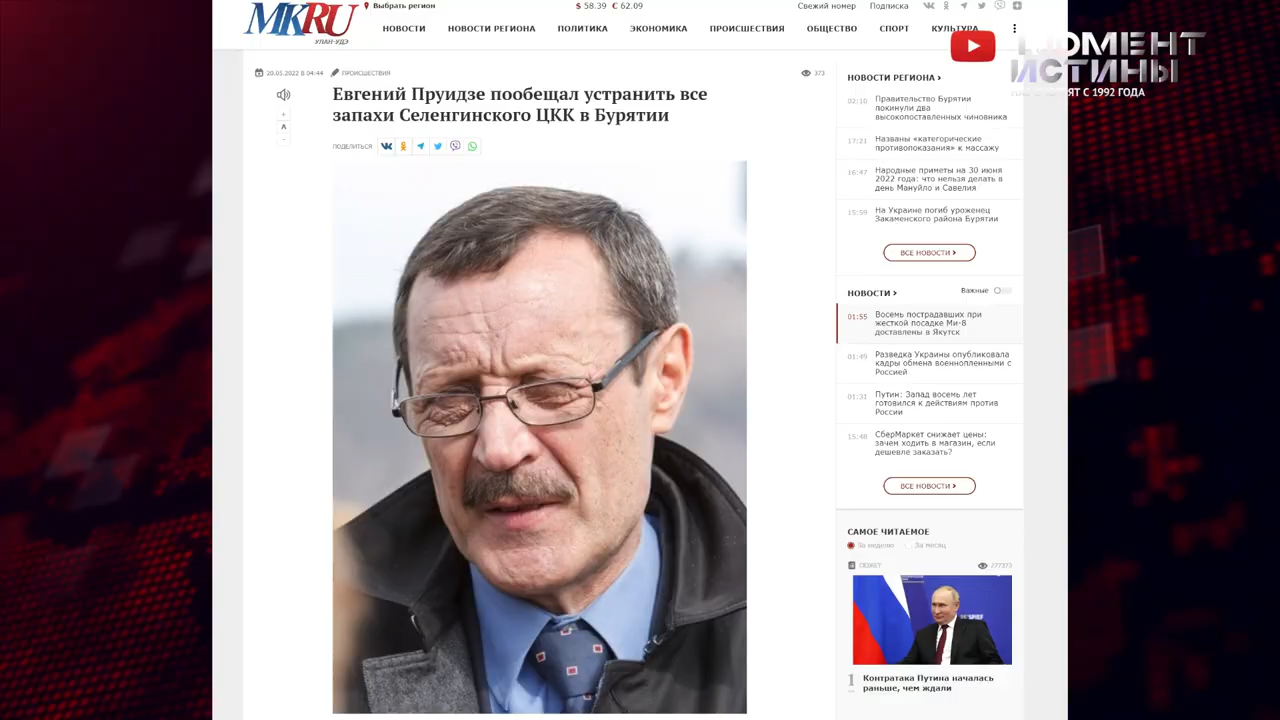 MKRU
УЛАН-УДЭ
Выбрать регион
$ 58.39 € 62.09
Свежий номер
Подписка
НОВОСТИ
НОВОСТИ РЕГИОНА
ПОЛИТИКА
ЭКОНОМИКА
ПРОИСШЕСТВИЯ
ОБЩЕСТВО
СПОРТ
КУЛЬТУРА
МОМЕНТ
ИСТИНЫ
С 1992 ГОДА
20.05.2022 В 04:44
ПРОИСШЕСТВИЯ
373
Евгений Пруидзе пообещал устранить все
запахи Селенгинского ЦКК в Бурятии
+
А
-
ПОДЕЛИТЬСЯ
НОВОСТИ РЕГИОНА
02:10
Правительство Бурятии
покинули два
высокопоставленных чиновника
17:21
Названы «категорические
противопоказания» к массажу
16:47
Народные приметы на 30 июня
2022 года: что нельзя делать в
день Мануйло и Савелия
15:59
На Украине погиб уроженец
Закаменского района Бурятии
ВСЕ НОВОСТИ
НОВОСТИ
Важные
01:55
Восемь пострадавших при
жесткой посадке Ми-8
доставлены в Якутск
01:49
Разведка Украины опубликовала
кадры обмена военнопленными с
Россией
01:31
Путин: Запад восемь лет
готовился к действиям против
России
15:48
СберМаркет снижает цены:
зачем ходить в магазин, если
дешевле заказать?
ВСЕ НОВОСТИ
САМОЕ ЧИТАЕМОЕ
За неделю
За месяц
СЮЖЕТ
277373
1
Контратака Путина началась
раньше, чем ждали